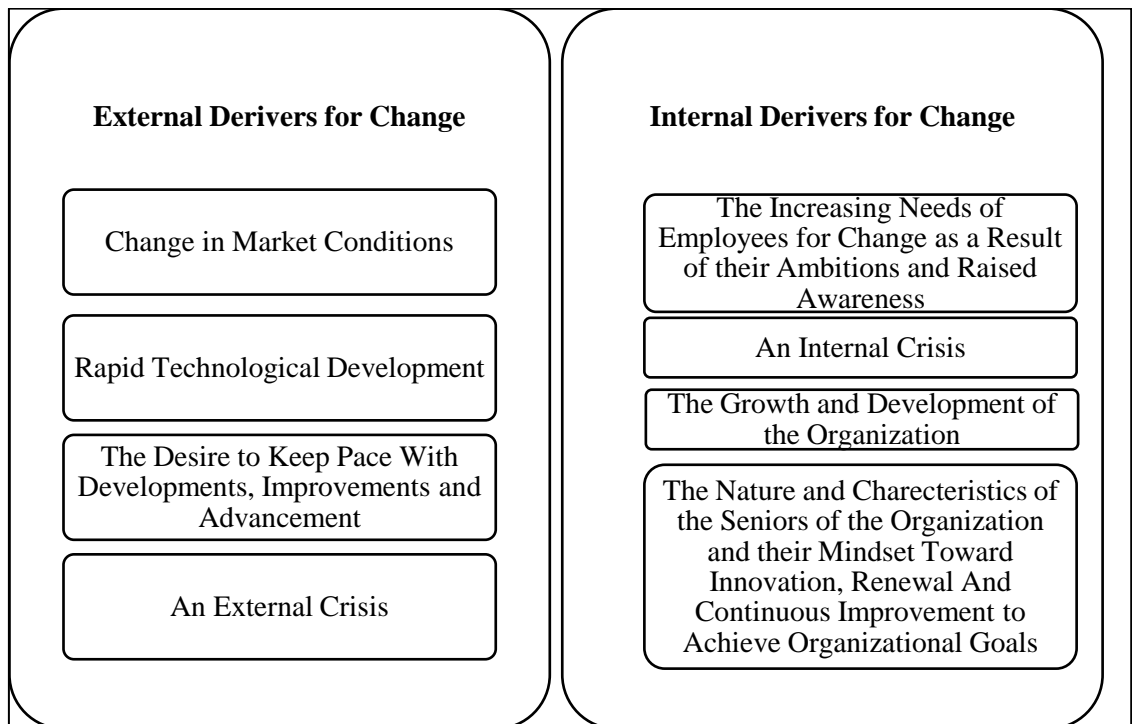 External Derivers for Change
Change in Market Conditions
Rapid Technological Development
The Desire to Keep Pace With
Developments, Improvements and
Advancement
An External Crisis
Internal Derivers for Change
The Increasing Needs of
Employees for Change as a Result
of their Ambitions and Raised
Awareness
An Internal Crisis
The Growth and Development of
the Organization
The Nature and Charecteristics of
the Seniors of the Organization
and their Mindset Toward
Innovation, Renewal And
Continuous Improvement to
Achieve Organizational Goals